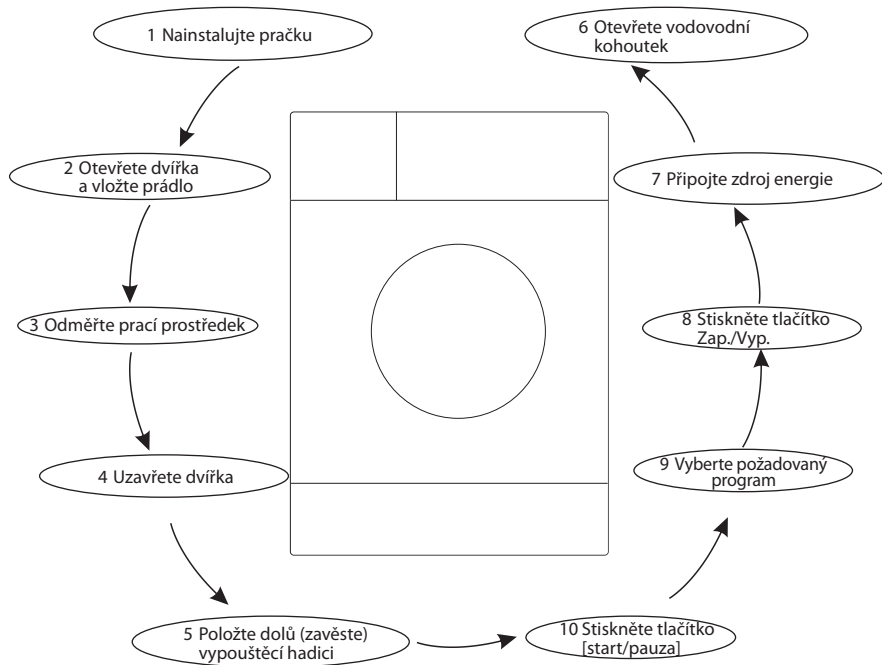 1 Nainstalujte pračku
2 Otevřete dvířka
a vložte prádlo
3 Odměřte prací prostředek
4 Uzavřete dvířka
5 Položte dolů (zavěste)
vypouštěcí hadici
6 Otevřete vodovodní
kohoutek
7 Připojte zdroj energie
8 Stiskněte tlačítko
Zap./Vyp.
9 Vyberte požadovaný
program
10 Stiskněte tlačítko
[start/pauza]